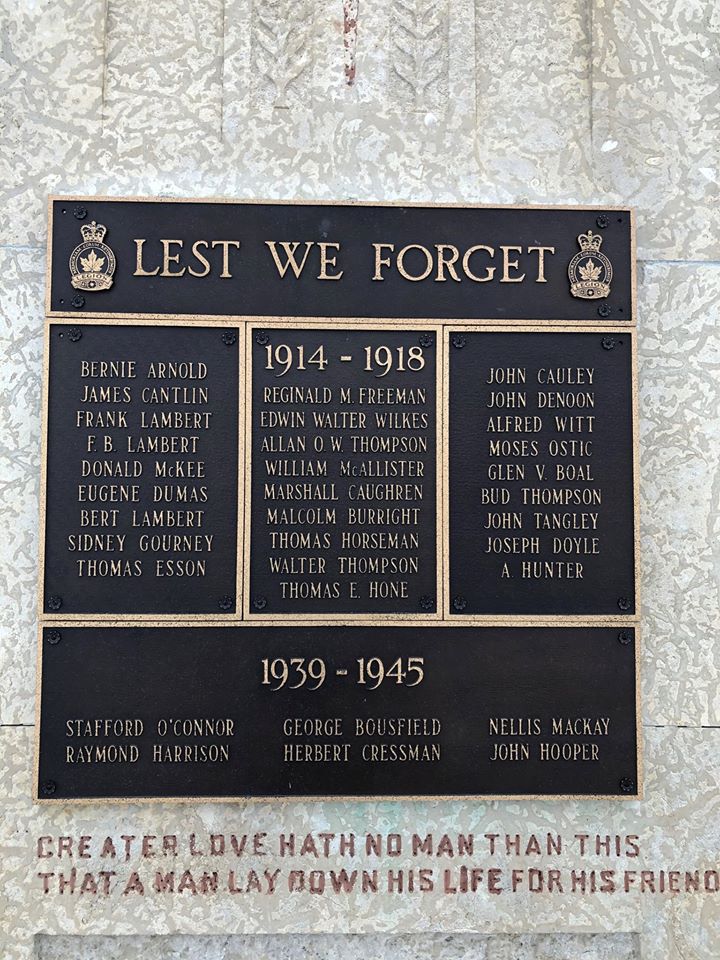 LEST WE FORGET
LEGION
LEGION
BERNIE ARNOLD
JAMES CANTLIN
FRANK LAMBERT
F. B. LAMBERT
DONALD McKEE
EUGENE DUMAS
BERT LAMBERT
SIDNEY GOURNEY
THOMAS ESSON
1914 - 1918
REGINALD M. FREEMAN
EDWIN WALTER WILKES
ALLAN O. W. THOMPSON
WILLIAM McALLISTER
MARSHALL CAUGHREN
MALCOLM BURRIGHT
THOMAS HORSEMAN
WALTER THOMPSON
THOMAS E. HONE
JOHN CAULEY
JOHN DENOON
ALFRED WITT
MOSES OSTIC
GLEN V. BOAL
BUD THOMPSON
JOHN TANGLEY
JOSEPH DOYLE
A. HUNTER
1939 - 1945
STAFFORD O'CONNOR
RAYMOND HARRISON
GEORGE BOUSFIELD
HERBERT CRESSMAN
NELLIS MACKAY
JOHN HOOPER
GREATER LOVE HATH NO MAN THAN THIS
THAT A MAN LAY DOWN HIS LIFE FOR HIS FRIEND